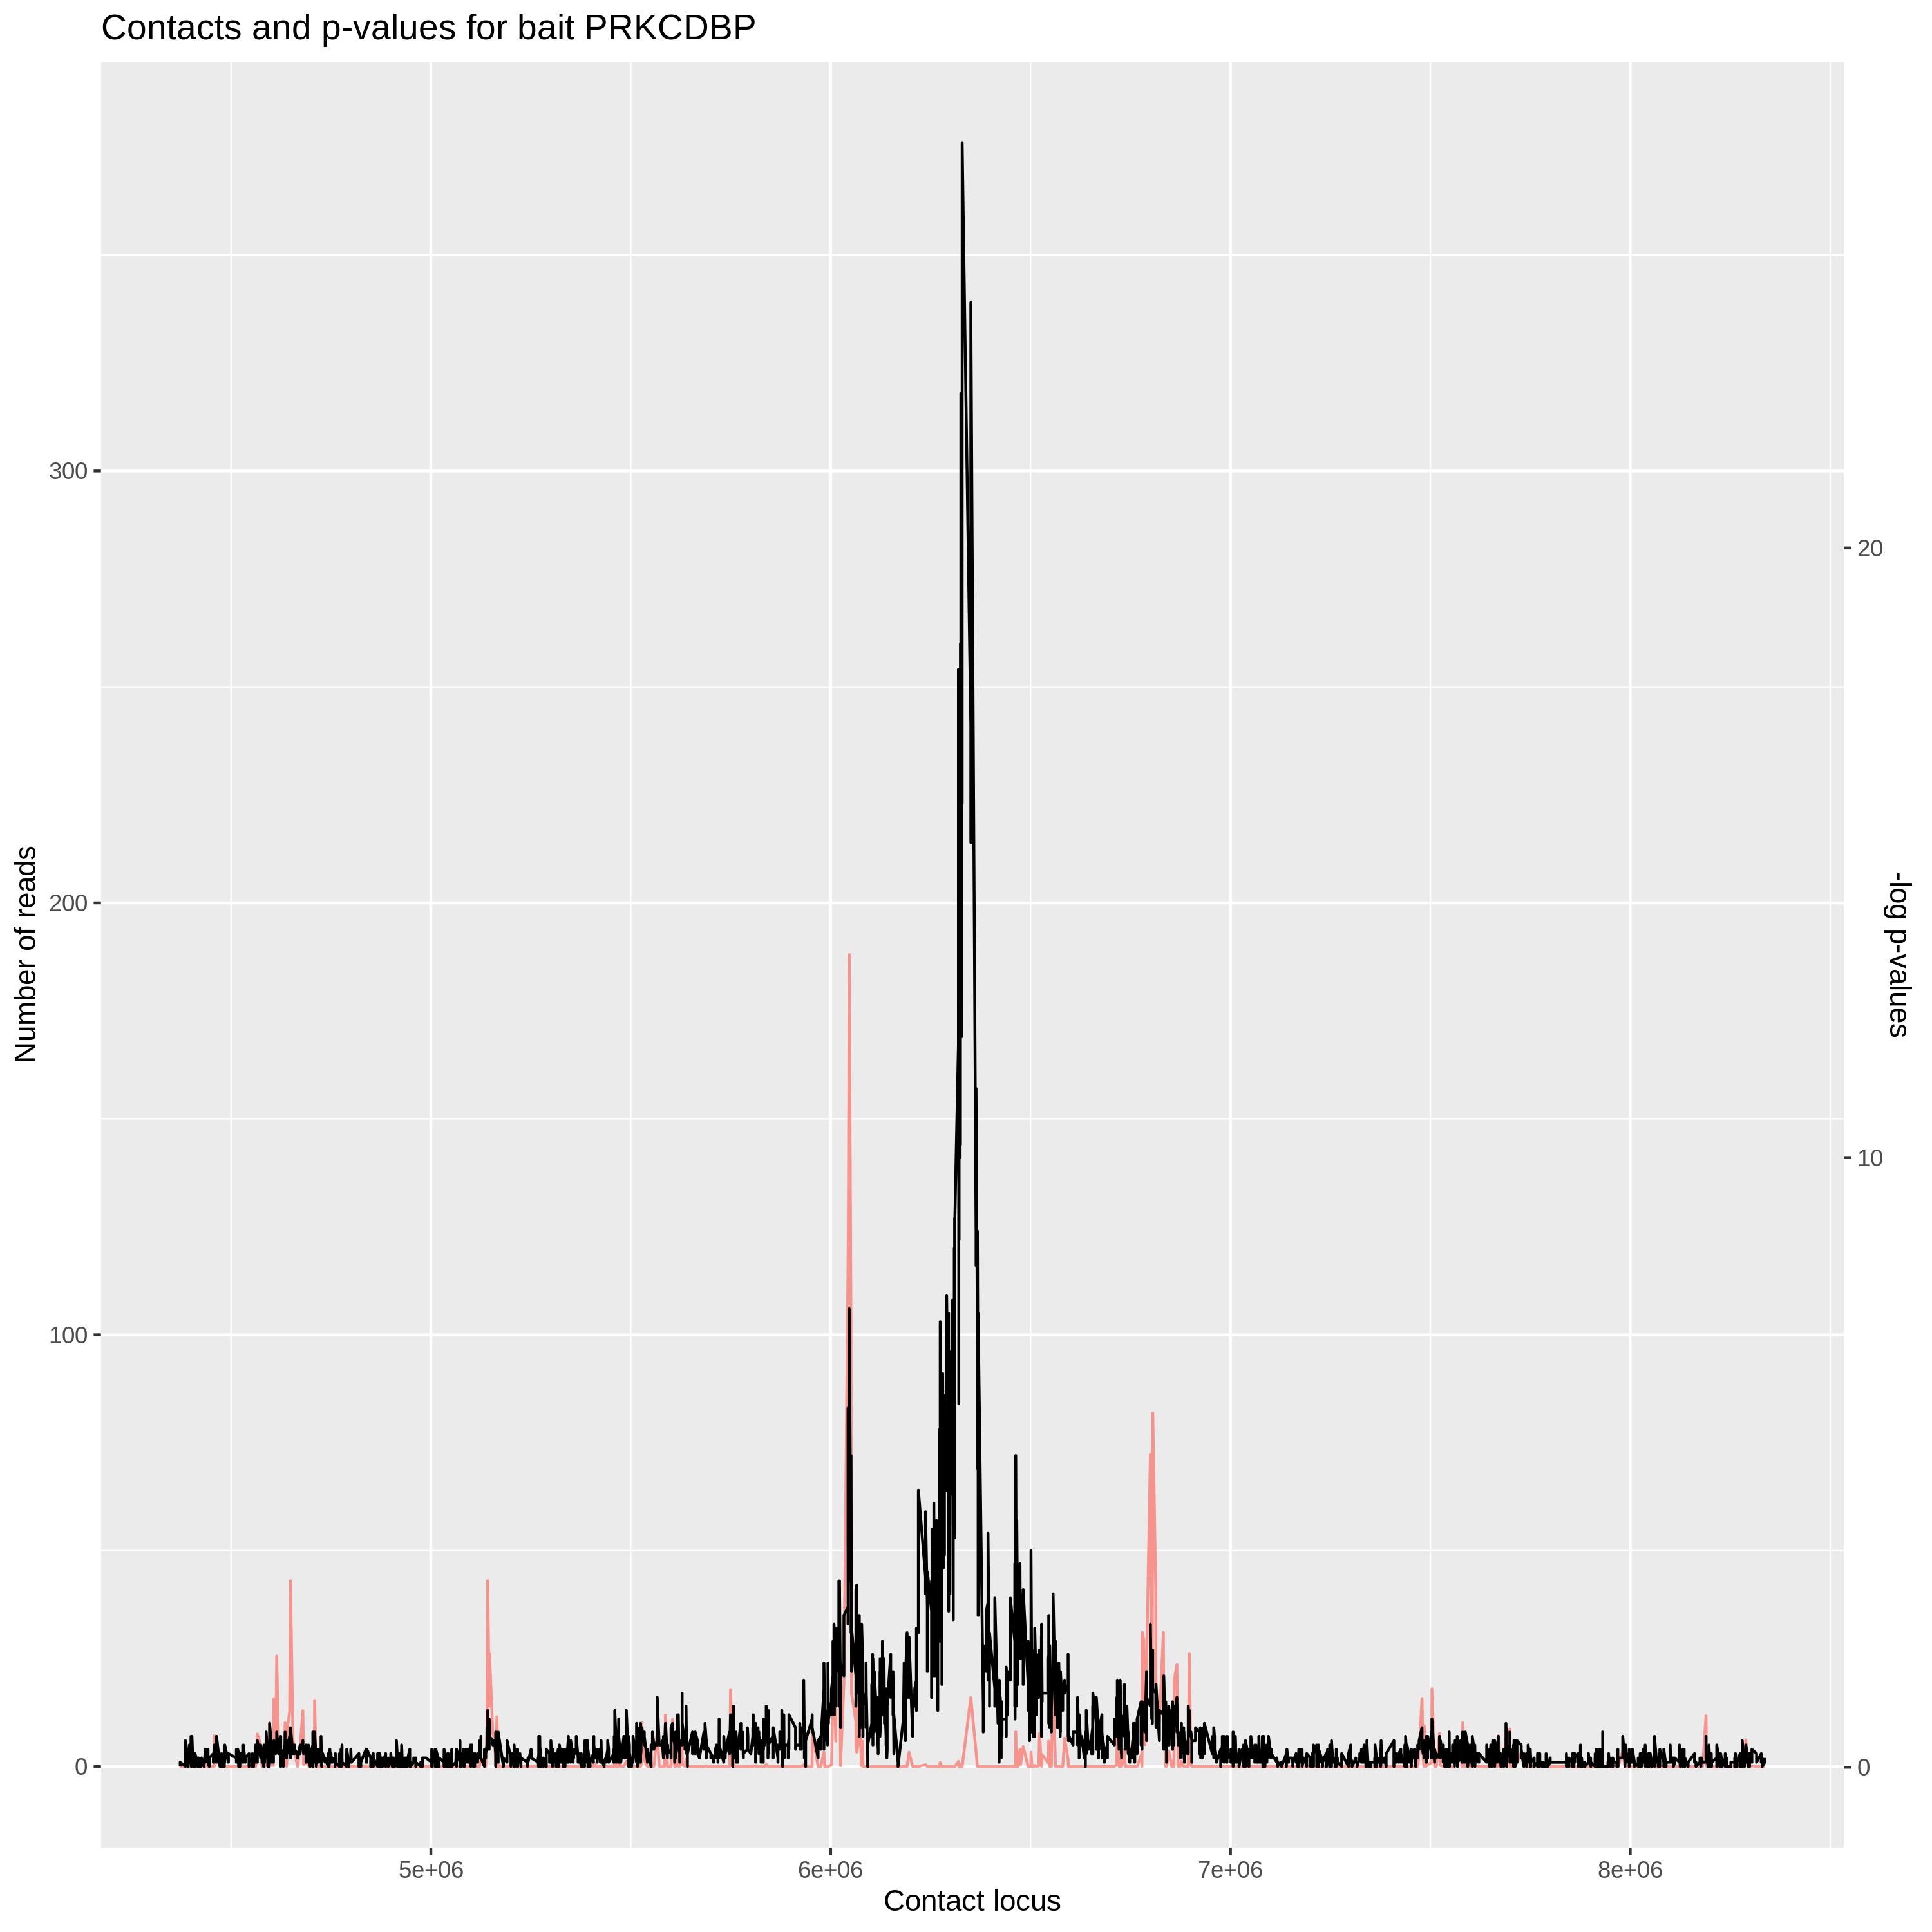 Contacts and p-values for bait PRKCDBP
300
200
100
0
Number of reads
20
10
0
-log p-values
5e+06
6e+06
7e+06
8e+06
Contact locus